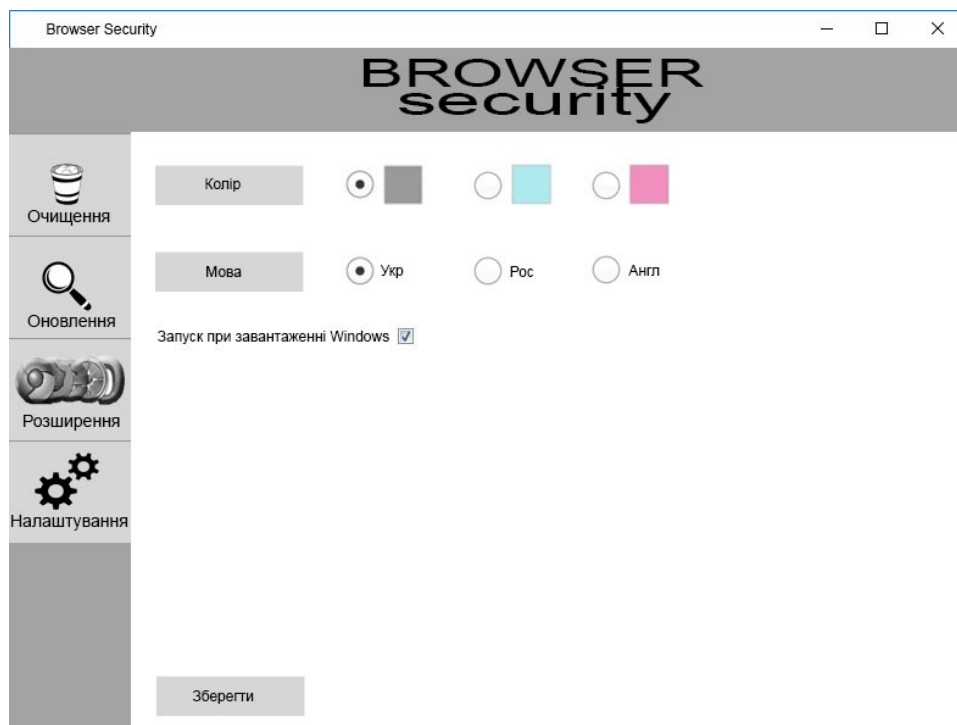 Browser Security
BROWSER
security
Очищення
Оновлення
Розширення
Налаштування
Колір
Мова
Укр
Рос
Англ
Запуск при завантаженні Windows
Зберегти